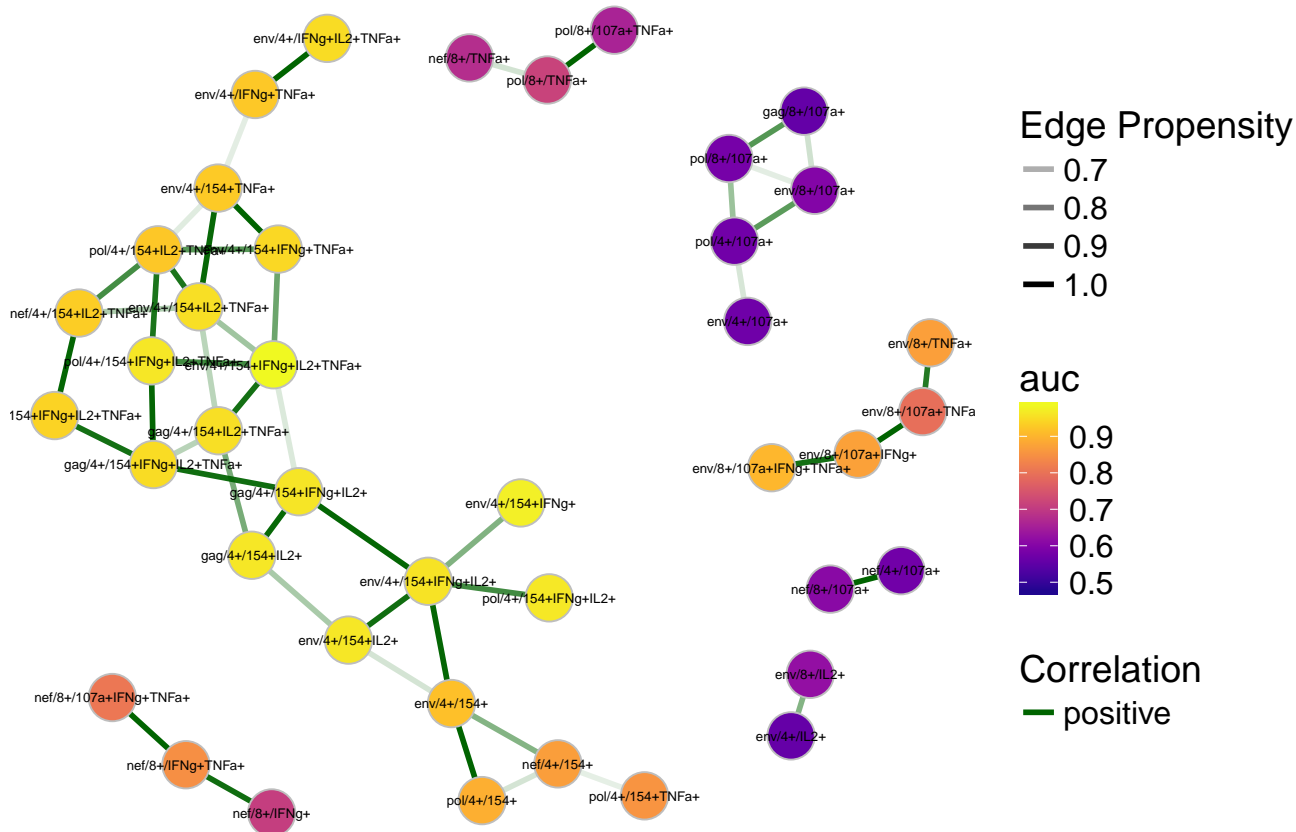 env/4+/IFNg+IL2+TNFa+
pol/8+/107a+TNFa+
nef/8+/TNFa+
pol/8+/TNFa+
env/4+/IFNg+TNFa+
gag/8+/107a+
pol/8+/107a+
env/8+/107a+
env/4+/154+TNFa+
pol/4+/107a+
pol/4+/154+IL2+TNFa+
env/4+/154+IFNg+TNFa+
nef/4+/154+IL2+TNFa+
env/4+/154+IL2+TNFa+
env/4+/107a+
env/8+/TNFa+
pol/4+/154+IFNg+IL2+TNFa+
env/4+/154+IFNg+IL2+TNFa+
154+IFNg+IL2+TNFa+
env/8+/107a+TNFa
gag/4+/154+IL2+TNFa+
env/8+/107a+IFNg+
gag/4+/154+IFNg+IL2+TNFa+
env/8+/107a+IFNg+TNFa+
gag/4+/154+IFNg+IL2+
env/4+/154+IFNg+
gag/4+/154+IL2+
env/4+/154+IFNg+IL2+
pol/4+/154+IFNg+IL2+
nef/4+/107a+
nef/8+/107a+
env/4+/154+IL2+
env/8+/IL2+
env/4+/IL2+
nef/8+/107a+IFNg+TNFa+
env/4+/154+
nef/8+/IFNg+TNFa+
nef/4+/154+
pol/4+/154+
pol/4+/154+TNFa+
nef/8+/IFNg+
Edge Propensity
0.7
0.8
0.9
1.0
auc
0.9
0.8
0.7
0.6
0.5
Correlation
positive